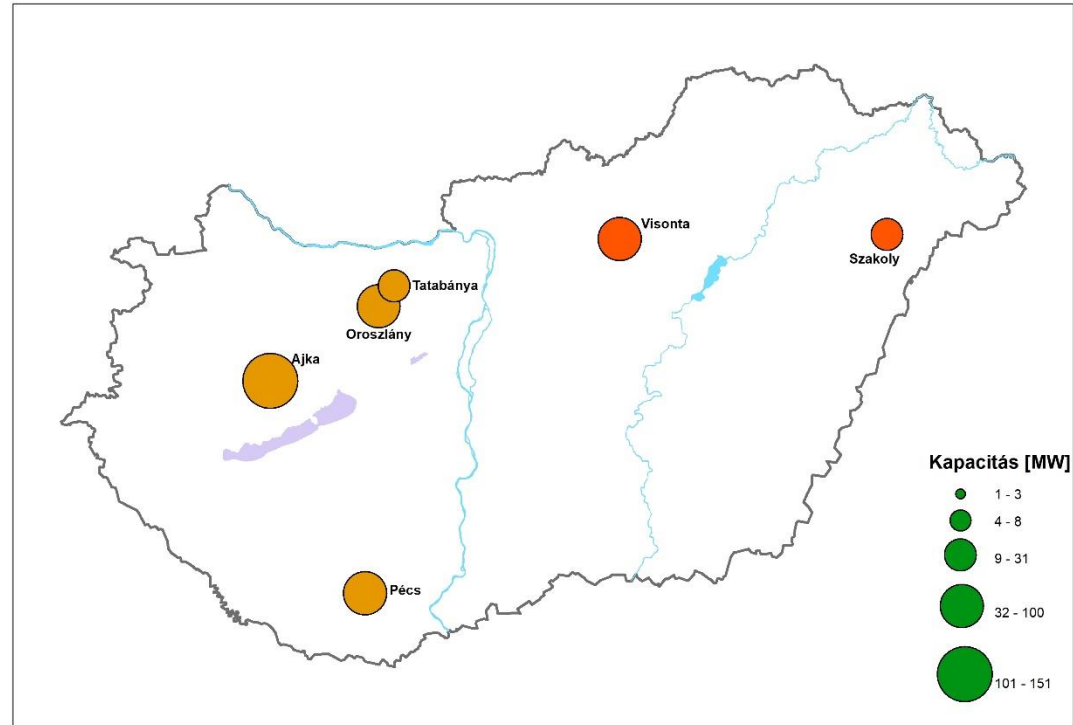 Visonta
Szakoly
Tatabánya
Oroszlány
Ajka
Pécs
Kapacitás [MW]
1 - 3
4 - 8
9 - 31
32 - 100
101 - 151